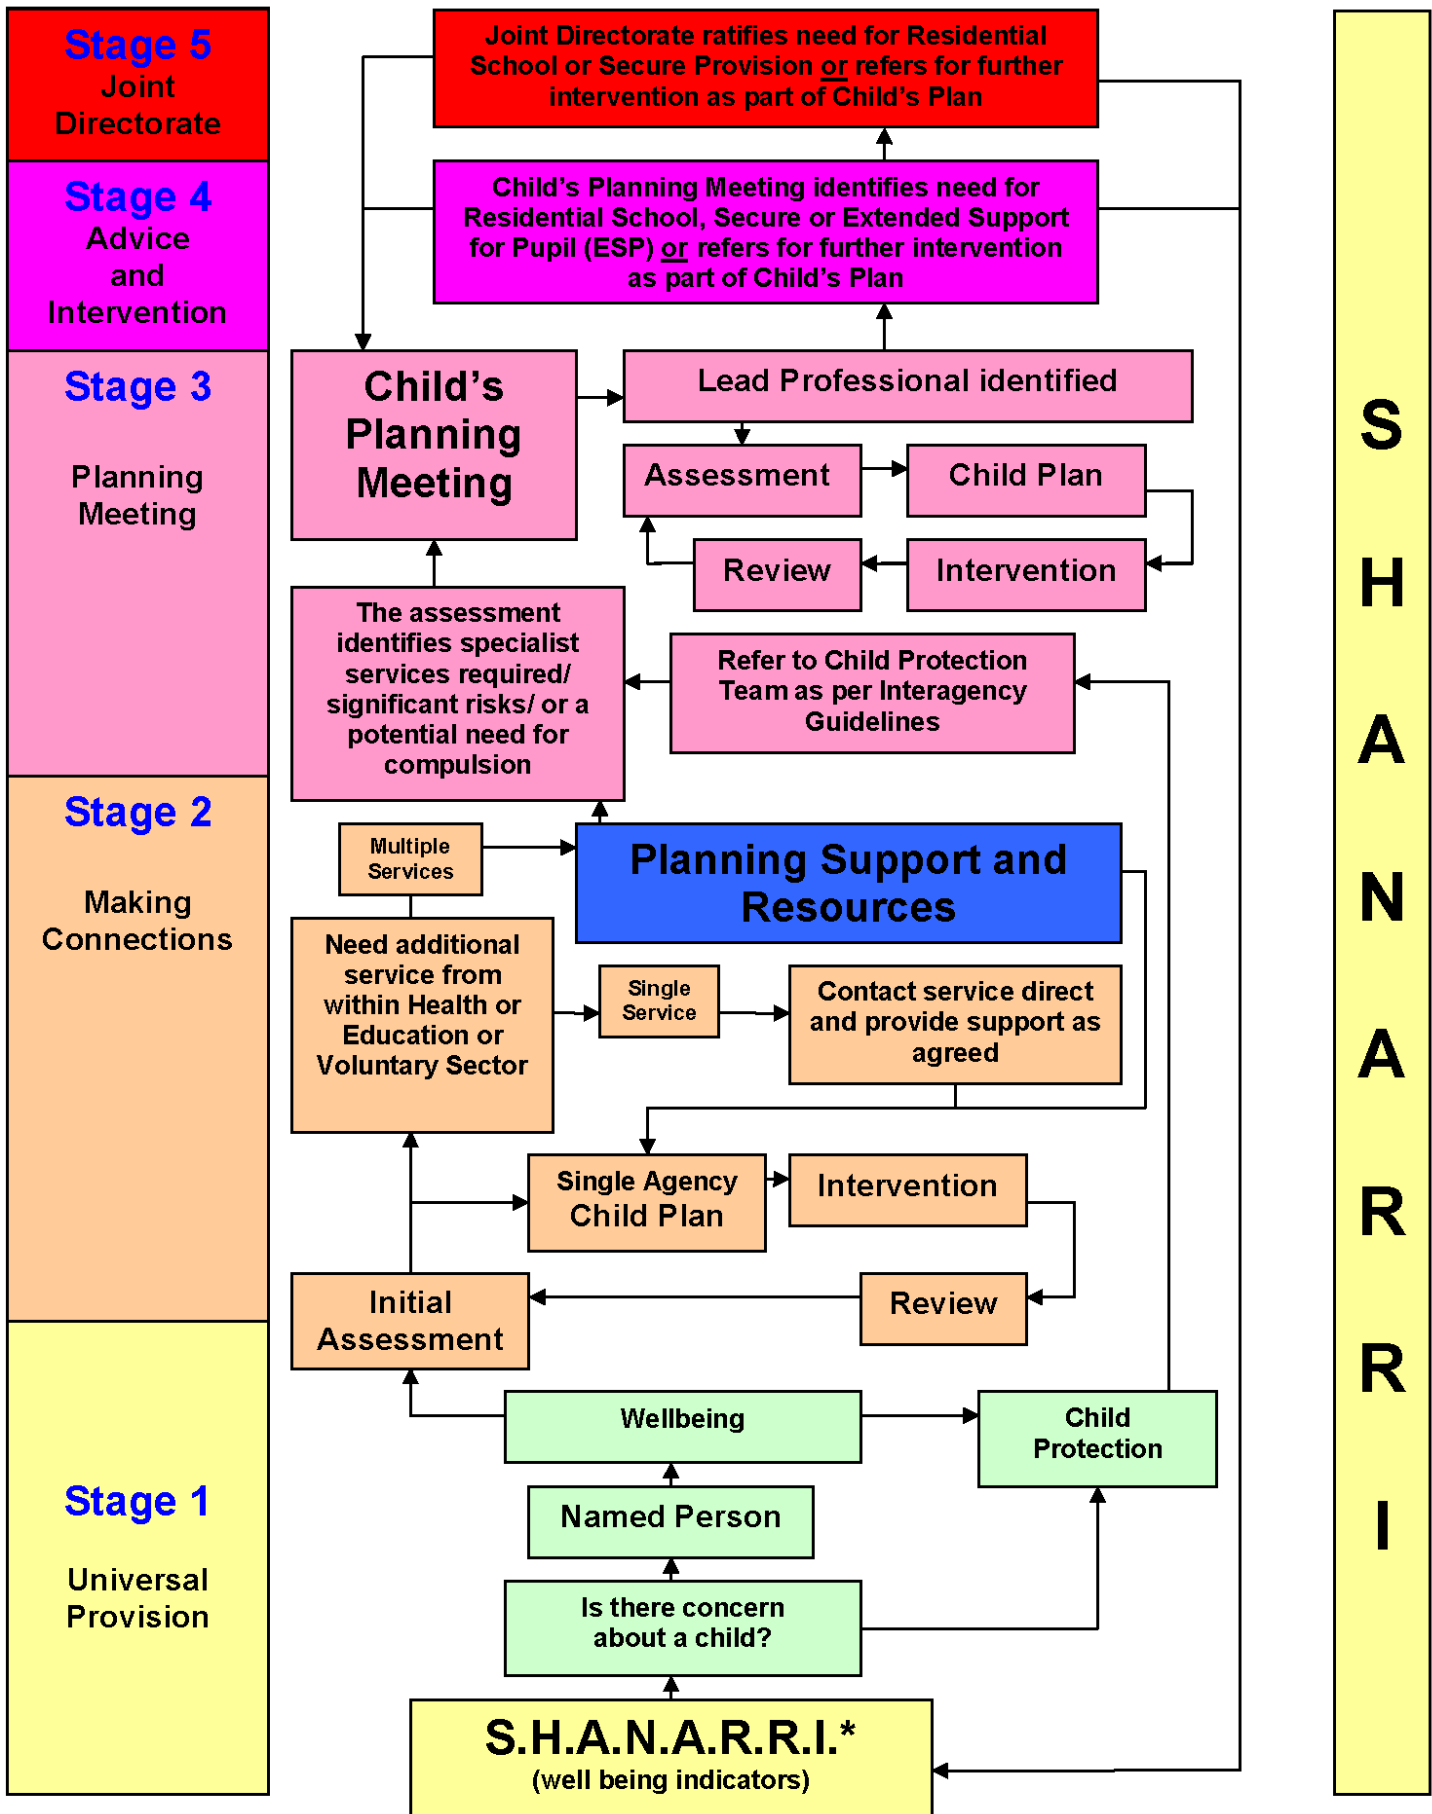 Stage 5
Joint
Directorate
Joint Directorate ratifies need for Residential
School or Secure Provision or refers for further
intervention as part of Child's Plan
Stage 4
Advice
and
Intervention
Child's Planning Meeting identifies need for
Residential School, Secure or Extended Support
for Pupil (ESP) or refers for further intervention
as part of Child's Plan
Stage 3
Planning
Meeting
Child's
Planning
Meeting
Lead Professional identified
Assessment
Child Plan
Review
Intervention
The assessment
identifies specialist
services required/
significant risks/ or a
potential need for
compulsion
Refer to Child Protection
Team as per Interagency
Guidelines
Stage 2
Making
Connections
Multiple
Services
Planning Support and
Resources
Need additional
service from
within Health or
Education or
Voluntary Sector
Single
Service
Contact service direct
and provide support as
agreed
Single Agency
Child Plan
Intervention
Initial
Assessment
Review
Stage 1
Universal
Provision
Wellbeing
Child
Protection
Named Person
Is there concern
about a child?
S.H.A.N.A.R.R.I.*
(well being indicators)
S
H
A
N
A
R
R
I